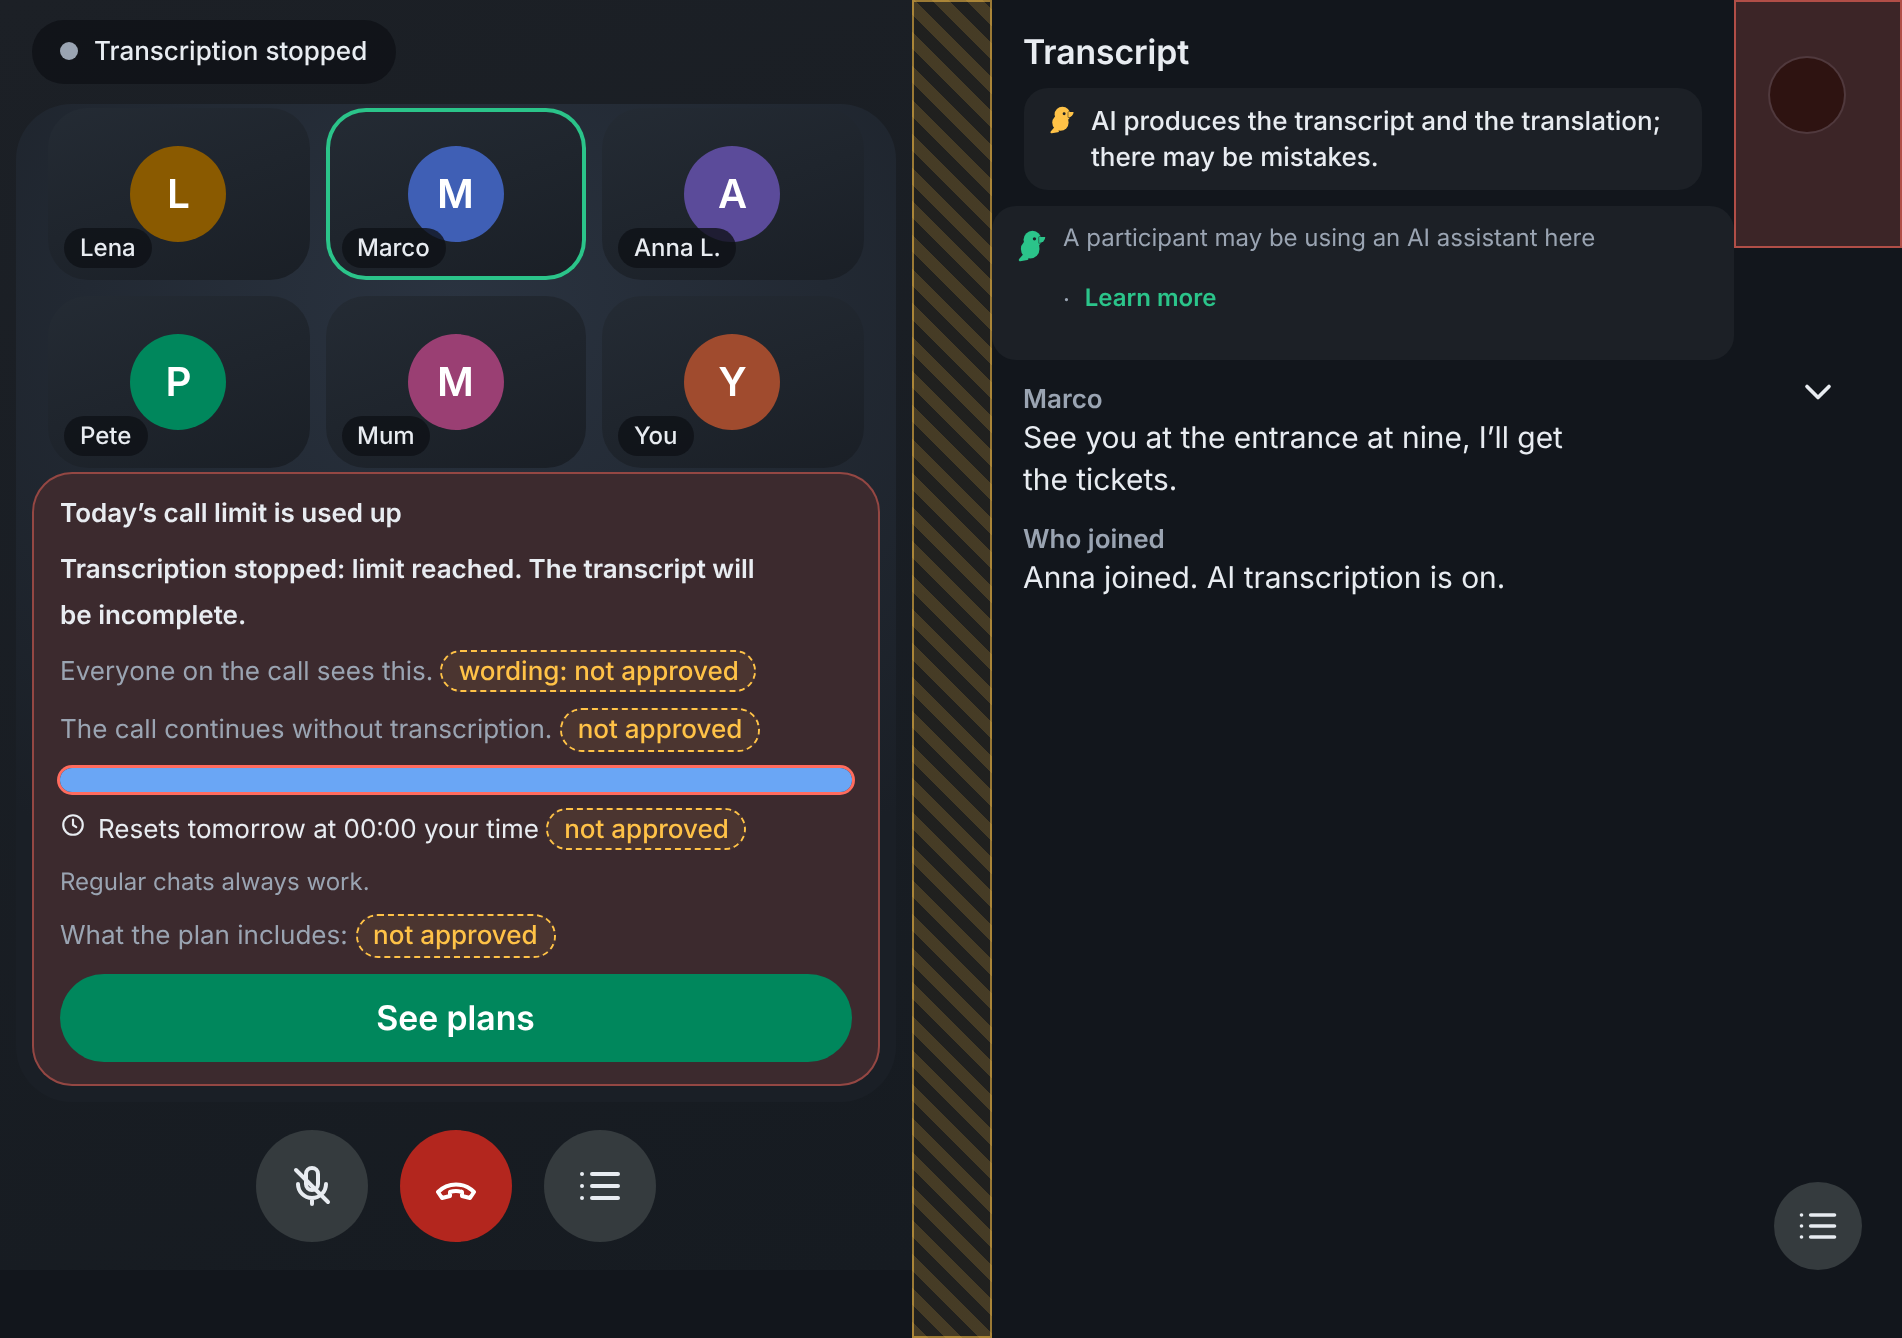 Transcription stopped
L
Lena
M
Marco
A
Anna L.
P
Pete
M
Mum
Y
You
Today’s call limit is used up
Transcription stopped: limit reached. The transcript will
be incomplete.
Everyone on the call sees this. wording: not approved
The call continues without transcription. not approved
Resets tomorrow at 00:00 your time not approved
Regular chats always work.
What the plan includes: not approved
See plans
Transcript
AI produces the transcript and the translation;
there may be mistakes.
A participant may be using an AI assistant here
· Learn more
Marco
See you at the entrance at nine, I’ll get
the tickets.
Who joined
Anna joined. AI transcription is on.